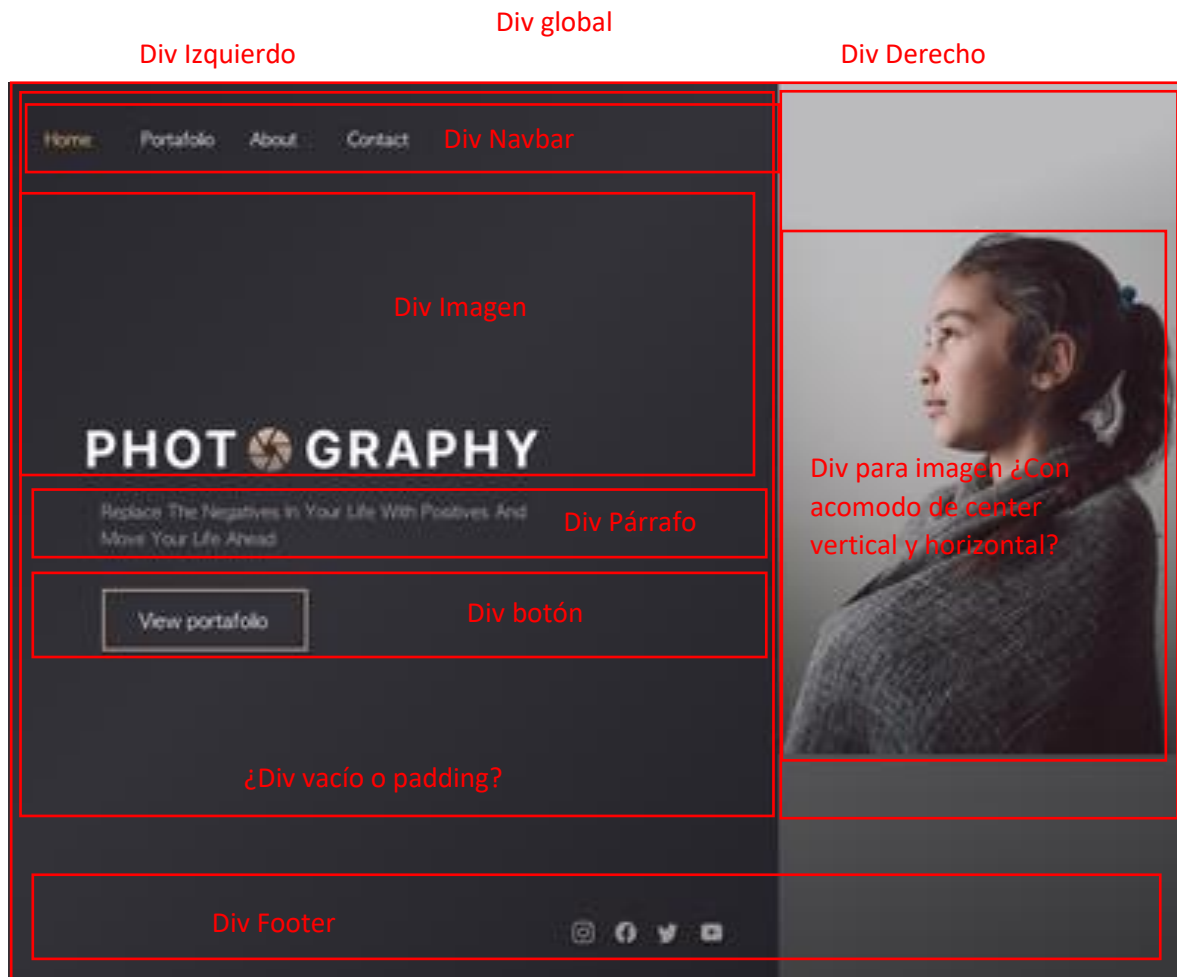 Div global
Div Izquierdo
Div Derecho
Home Portafolio About Contact Div Navbar
Div Imagen
PHOT GRAPHY
Div para imagen ¿Con
acomodo de center
vertical y horizontal?
Replace The Negatives In Your Life With Positives And
Move Your Life Ahead
Div Párrafo
View portafolio
Div botón
¿Div vacío o padding?
Div Footer